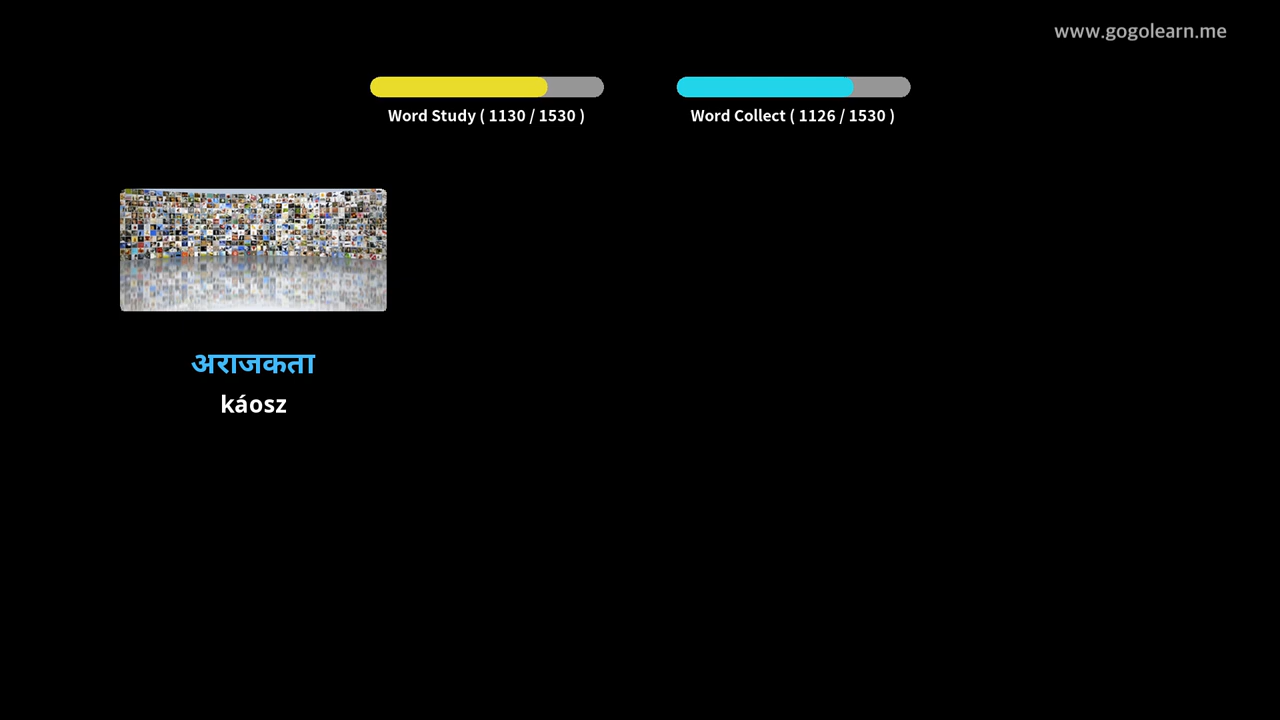 www.gogolearn.me
Word Study ( 1130 / 1530 )
Word Collect ( 1126 / 1530 )
अराजकता
káosz